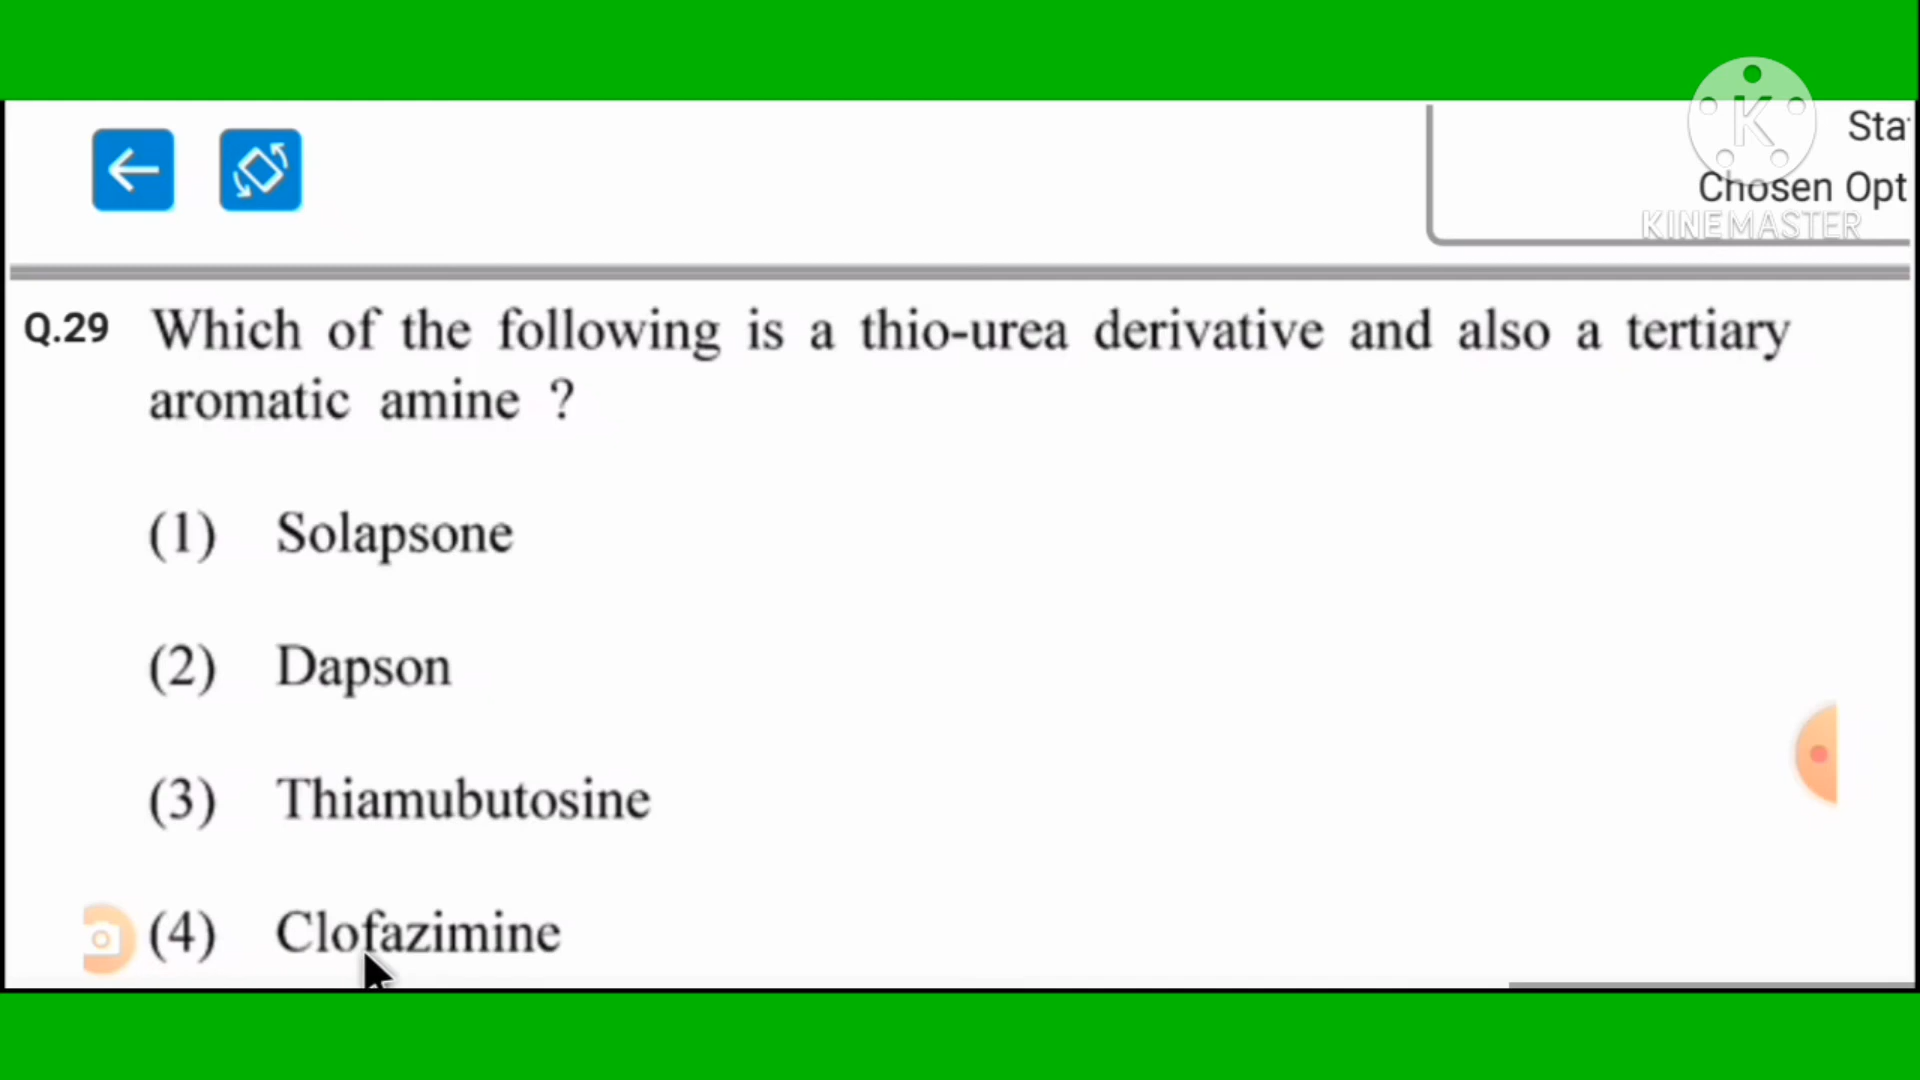 Sta
Chosen Opt
K
KINEMASTER
Q.29 Which of the following is a thio-urea derivative and also a tertiary
aromatic amine ?
(1) Solapsone
(2) Dapson
(3) Thiamubutosine
(4) Clofazimine